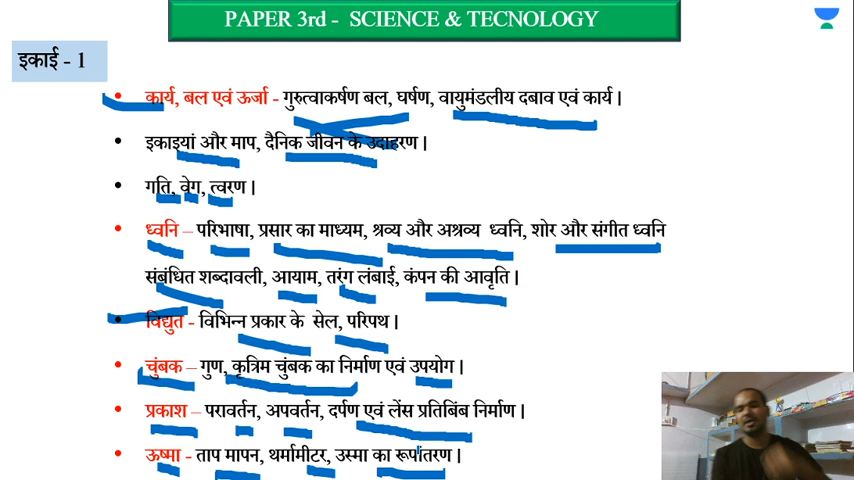 PAPER 3rd - SCIENCE & TECNOLOGY
इकाई - 1
• कार्य, बल एवं ऊर्जा - गुरुत्वाकर्षण बल, घर्षण, वायुमंडलीय दबाव एवं कार्य।
• इकाइयां और माप, दैनिक जीवन के उदाहरण।
• गति, वेग, त्वरण।
• ध्वनि – परिभाषा, प्रसार का माध्यम, श्रव्य और अश्रव्य ध्वनि, शोर और संगीत ध्वनि
संबंधित शब्दावली, आयाम, तरंग लंबाई, कंपन की आवृति।
• विद्युत - विभिन्न प्रकार के सेल, परिपथ।
• चुंबक – गुण, कृत्रिम चुंबक का निर्माण एवं उपयोग।
• प्रकाश – परावर्तन, अपवर्तन, दर्पण एवं लेंस प्रतिबिंब निर्माण।
• ऊष्मा - ताप मापन, थर्मामीटर, उस्मा का रूपांतरण।